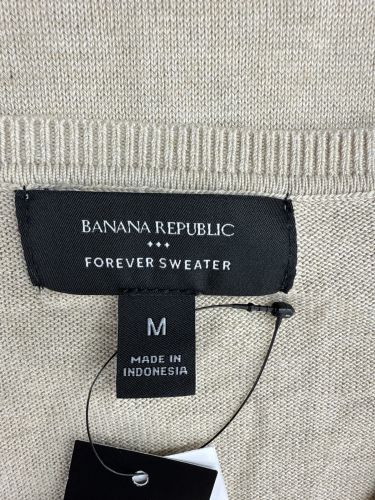 BANANA REPUBLIC
FOREVER SWEATER
M
MADE IN
INDONESIA